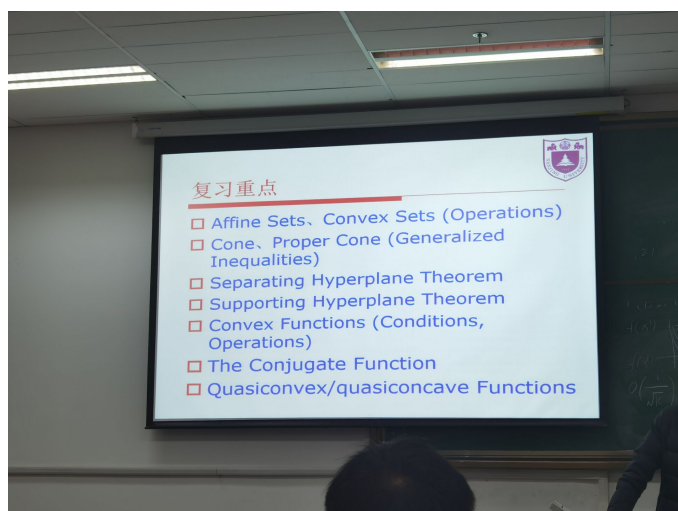 复习重点
Affine Sets、Convex Sets (Operations)
Cone、Proper Cone (Generalized
Inequalities)
Separating Hyperplane Theorem
Supporting Hyperplane Theorem
Convex Functions (Conditions,
Operations)
The Conjugate Function
Quasiconvex/quasiconcave Functions